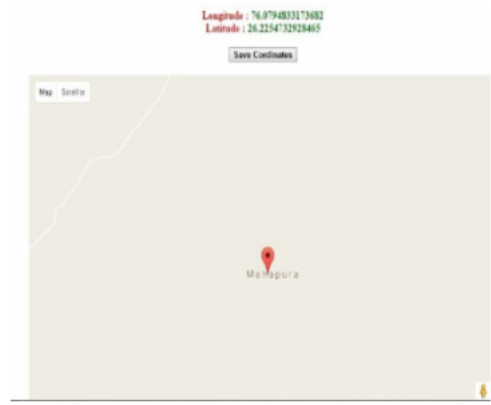 Longitude : 76.0794833173682
Latitude : 26.2254732928465
Save Cordinates
Map Satellite